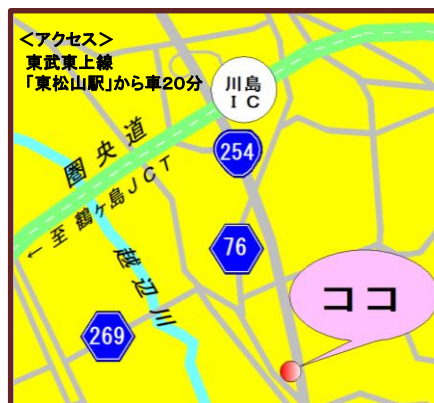 ＜アクセス＞
東武東上線
「東松山駅」から車２０分
川島
ＩＣ
254
圏央道
←至 鶴ヶ島ＪＣＴ
76
越辺川
ココ
269